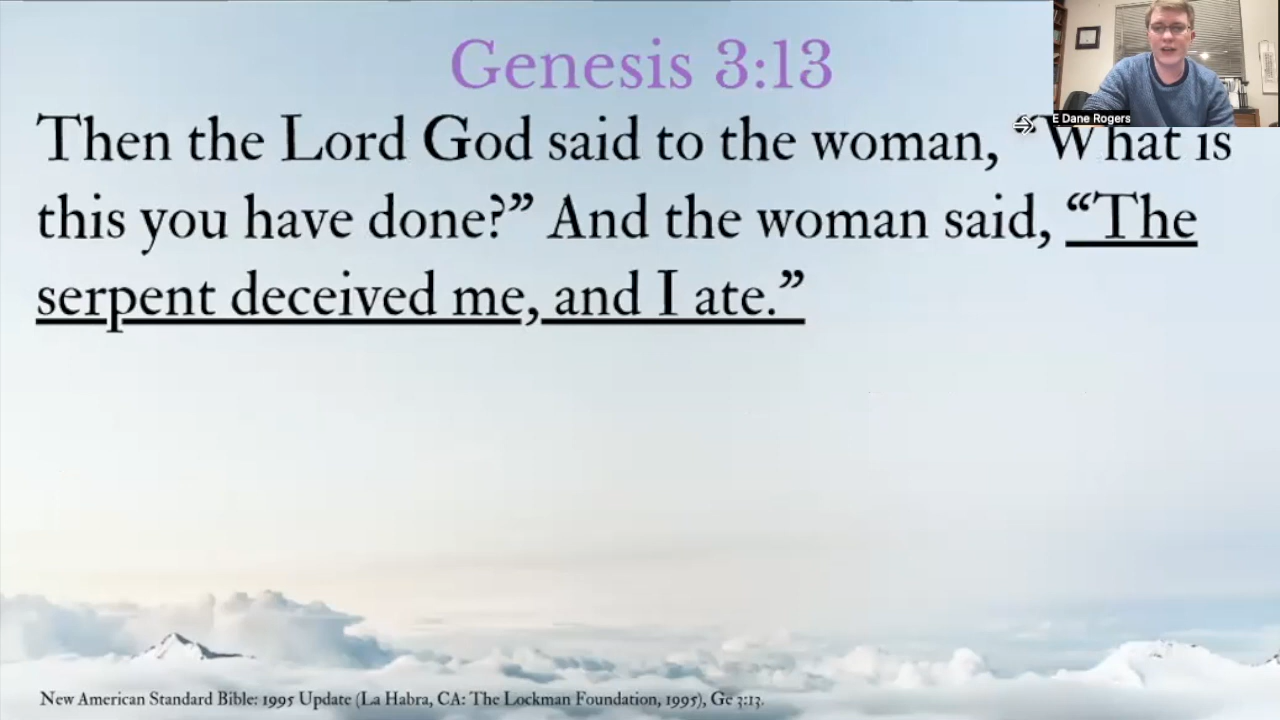 Genesis 3:13
E Dane Rogers
Then the Lord God said to the woman, “What is
this you have done?” And the woman said, “The
serpent deceived me, and I ate.”
New American Standard Bible: 1995 Update (La Habra, CA: The Lockman Foundation, 1995), Ge 3:13.